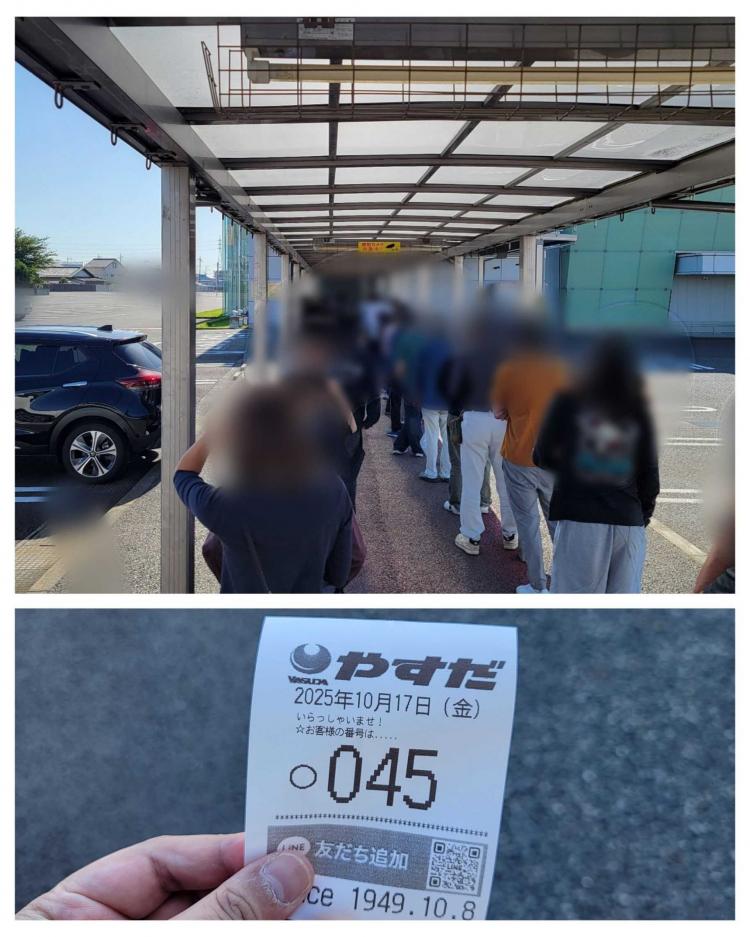 やすだ
YASUDA
2025年10月17日（金）
いらっしゃいませ！
☆お客様の番号は.....
○045
LINE 友だち追加
LINE
ce 1949.10.8